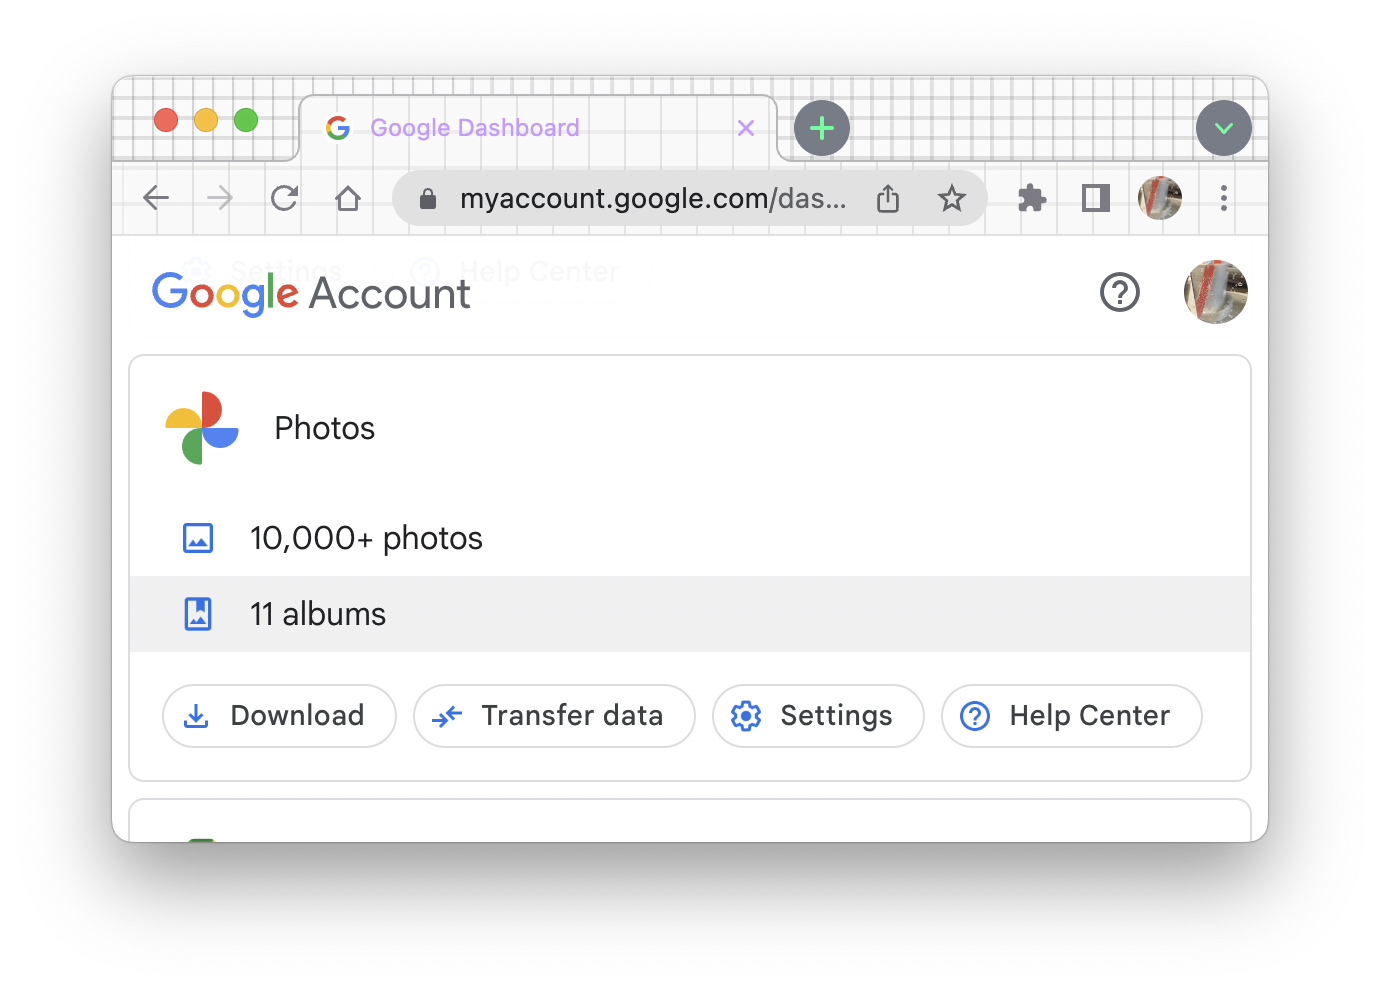 Google Dashboard
myaccount.google.com/das...
Settings Help Center
Google Account
Photos
10,000+ photos
11 albums
Download Transfer data Settings Help Center